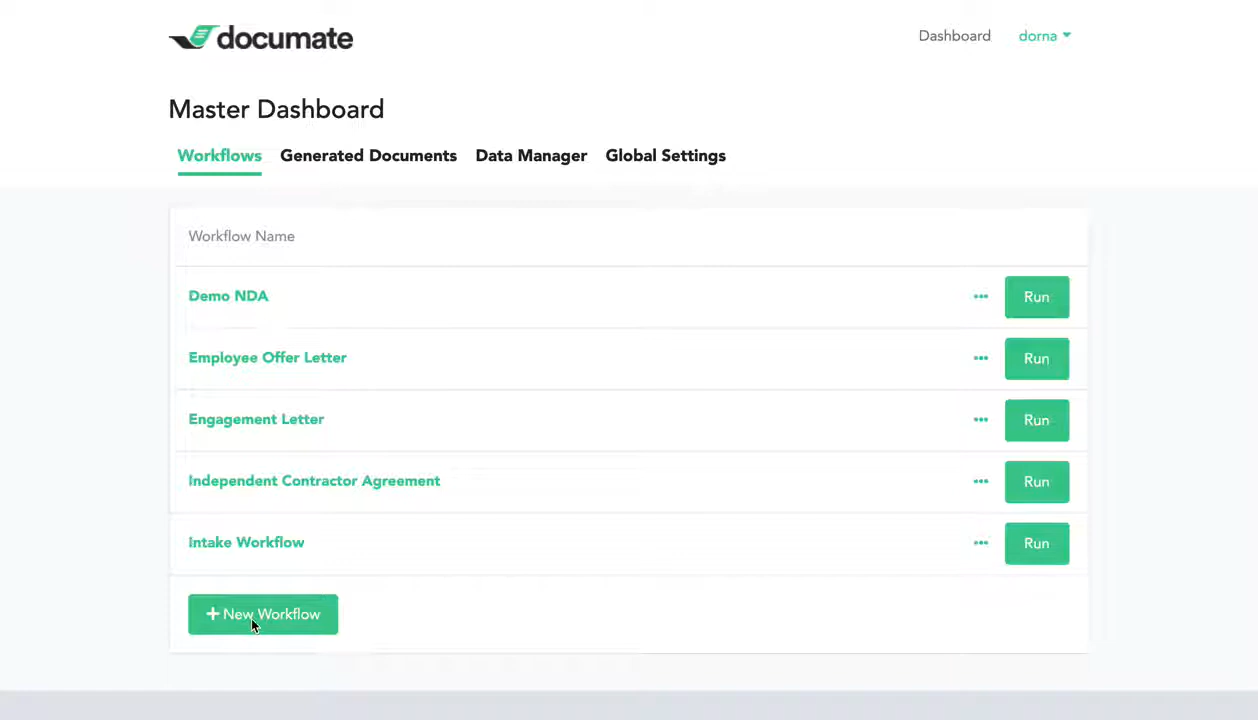 documate
Dashboard dorna
Master Dashboard
Workflows Generated Documents Data Manager Global Settings
Workflow Name
Demo NDA ••• Run
Employee Offer Letter ••• Run
Engagement Letter ••• Run
Independent Contractor Agreement ••• Run
Intake Workflow ••• Run
+ New Workflow